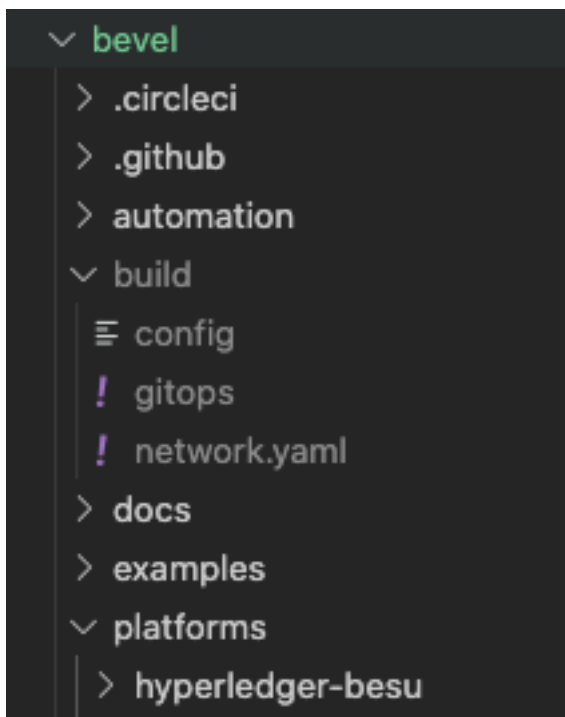 bevel
.circleci
.github
automation
build
config
gitops
network.yaml
docs
examples
platforms
hyperledger-besu